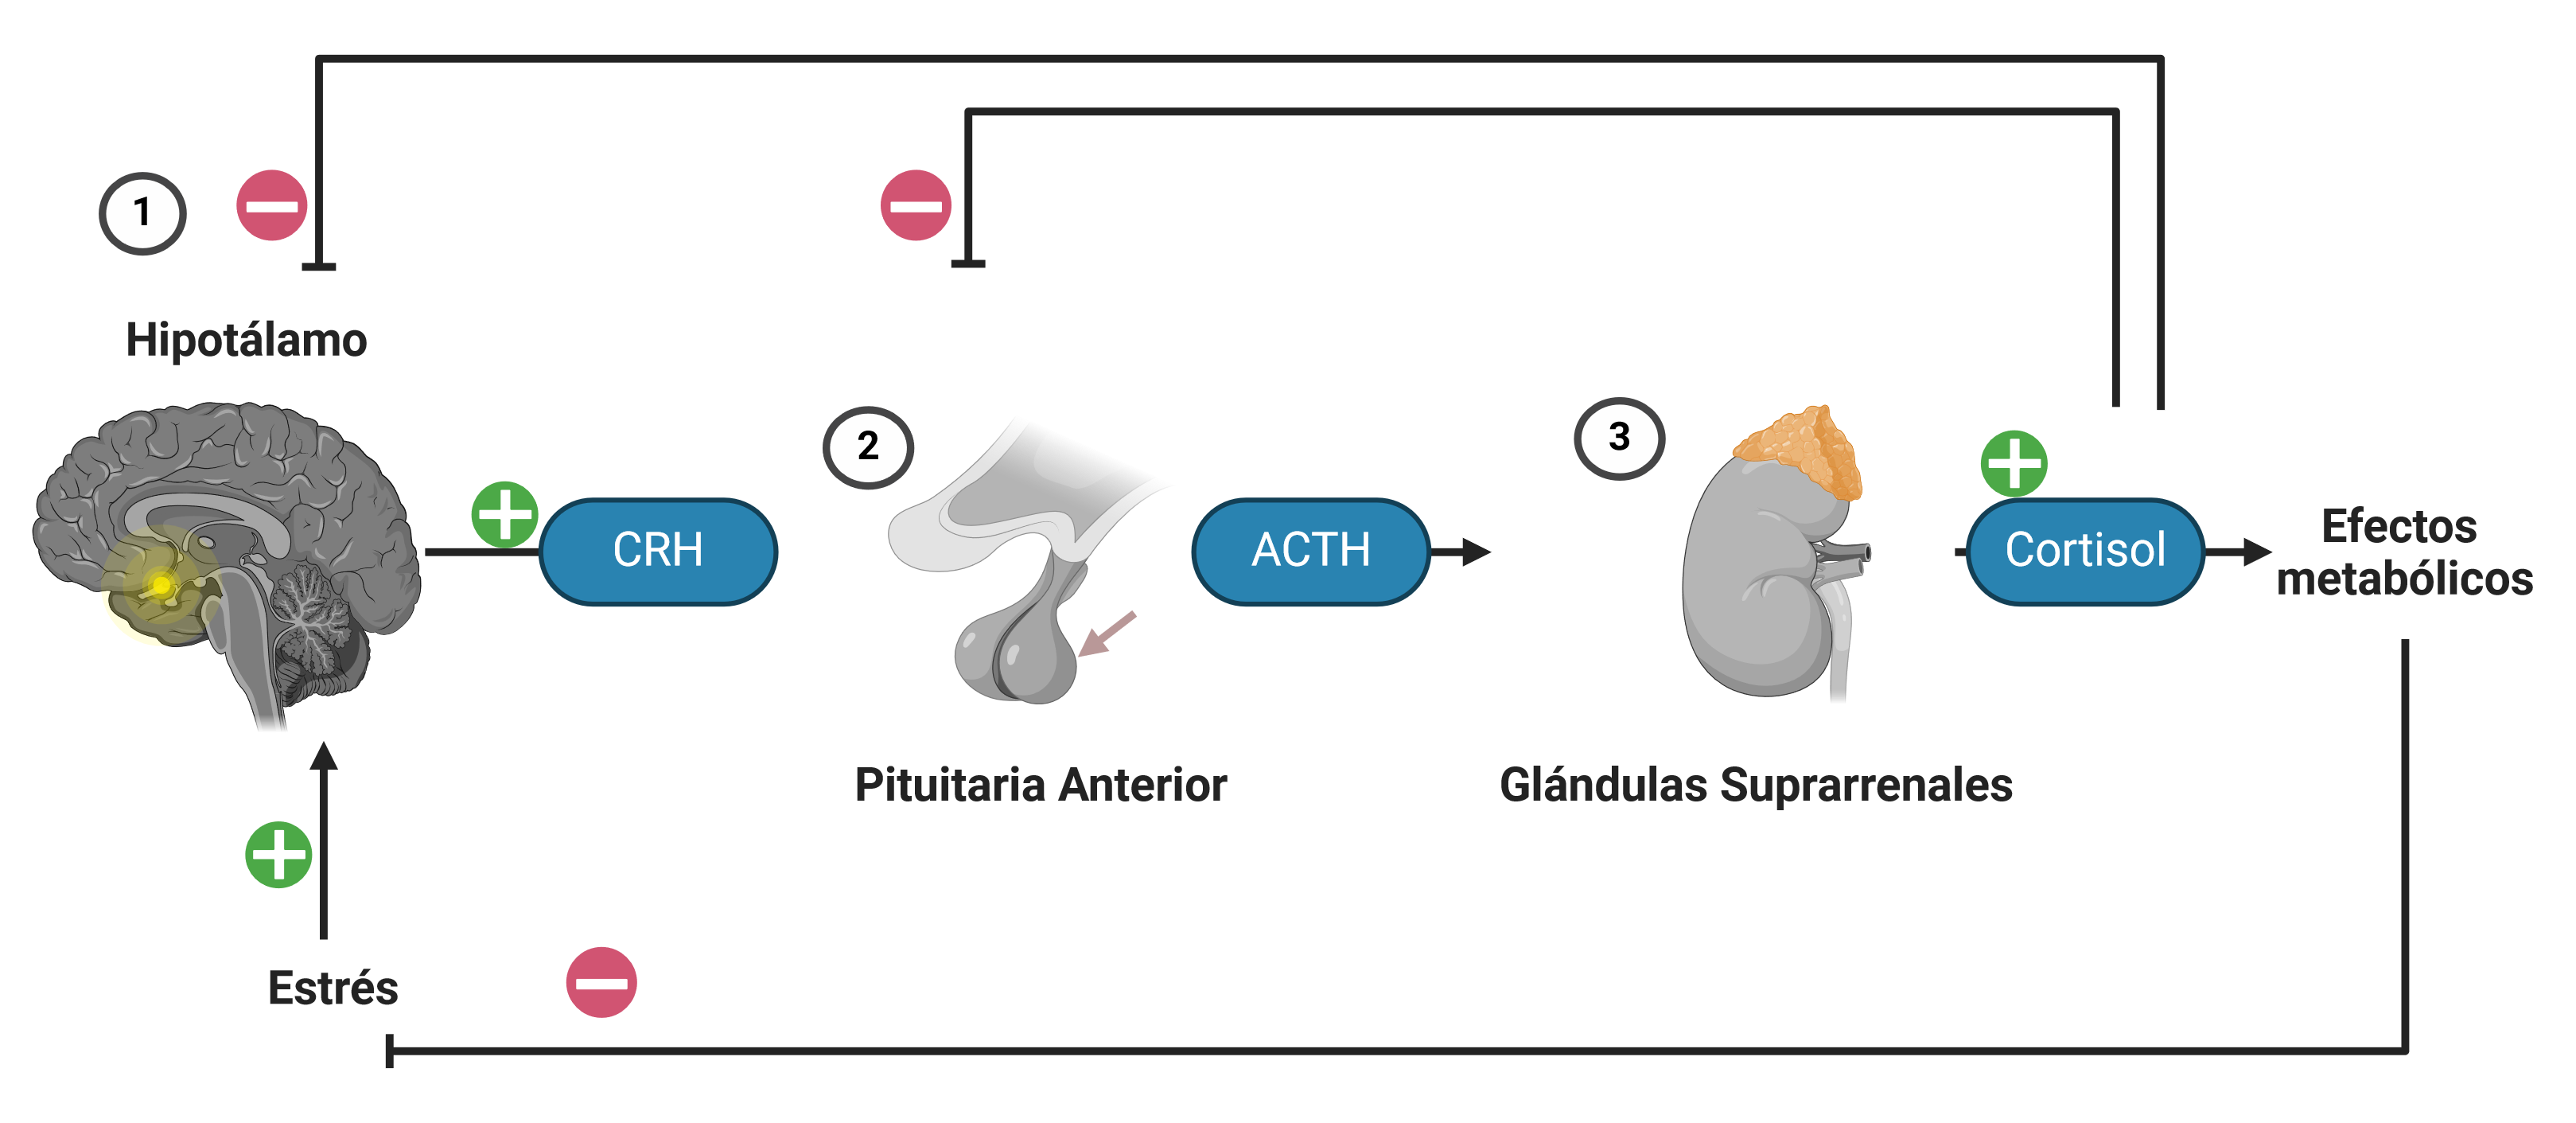 1
Hipotálamo
CRH
2
Pituitaria Anterior
ACTH
3
Glándulas Suprarrenales
Cortisol
Efectos
metabólicos
Estrés